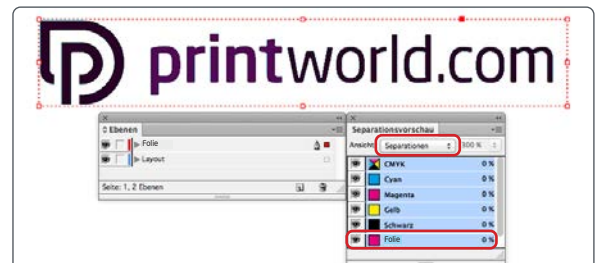 printworld.com
Ebenen
Folie
Layout
Seite: 1, 2 Ebenen
Separationsvorschau
Ansicht: Separationen 300 %
CMYK 0 %
Cyan 0 %
Magenta 0 %
Gelb 0 %
Schwarz 0 %
Folie 0 %